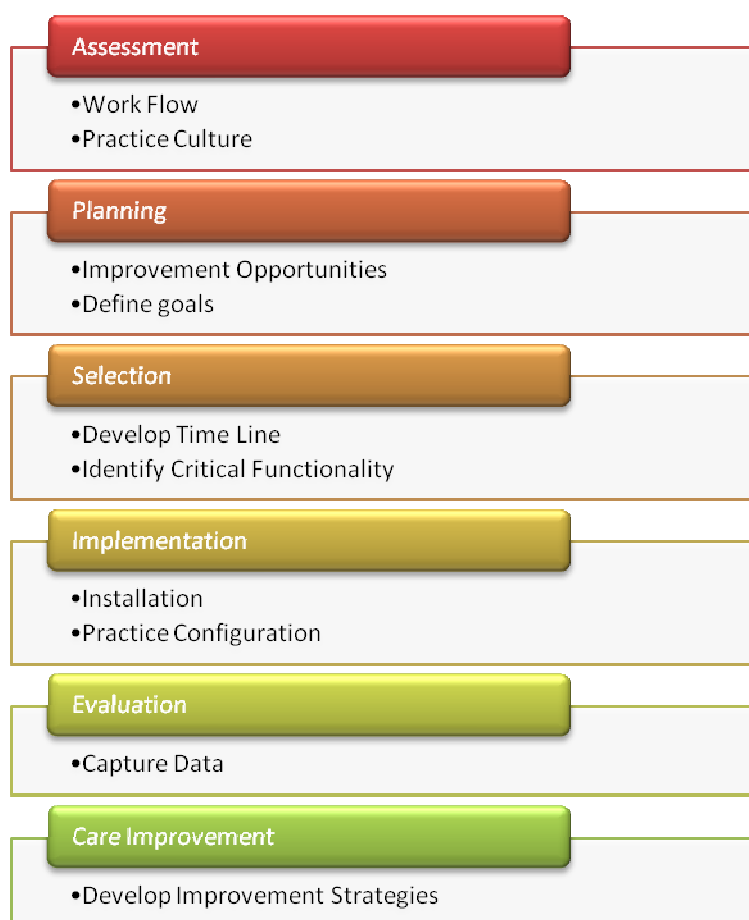 Assessment
•Work Flow
•Practice Culture
Planning
•Improvement Opportunities
•Define goals
Selection
•Develop Time Line
•Identify Critical Functionality
Implementation
•Installation
•Practice Configuration
Evaluation
•Capture Data
Care Improvement
•Develop Improvement Strategies